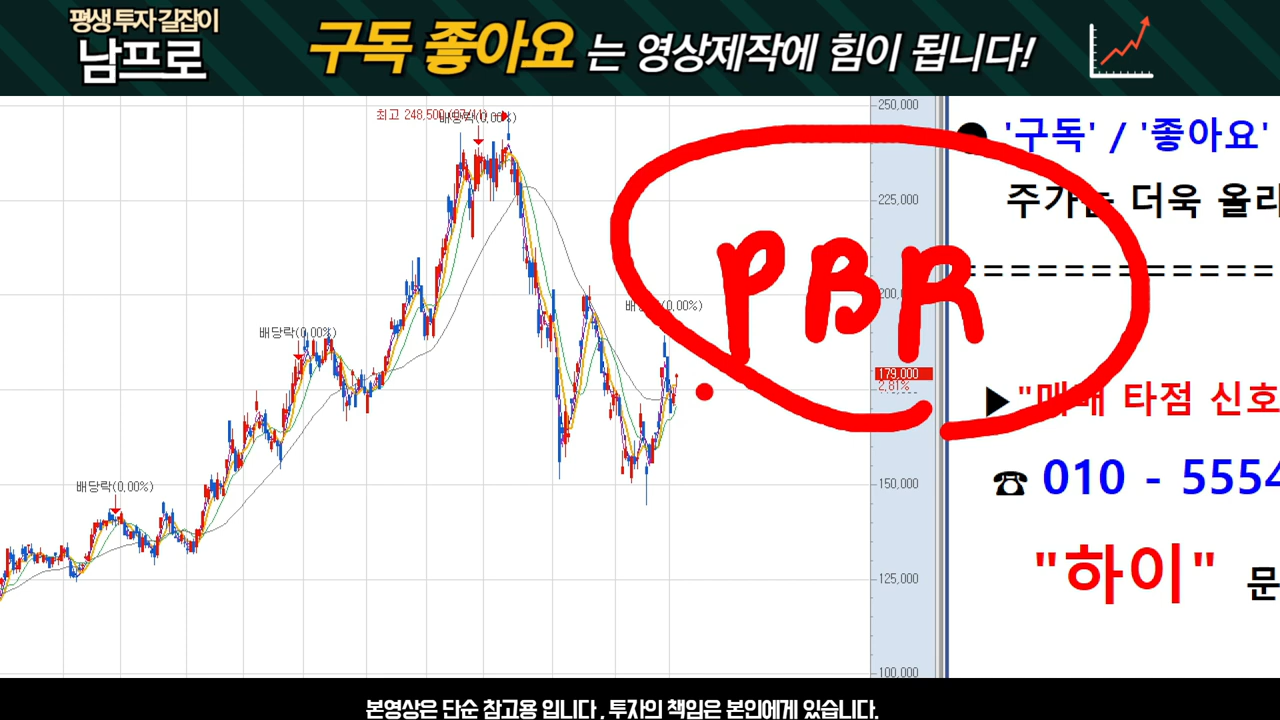 평생 투자 길잡이
남프로
구독 좋아요 는 영상제작에 힘이 됩니다!
최고 248,500
배당락(0,00%)
250,000
● '구독' / '좋아요'
225,000
주가는 더욱 올라
PBR
=============
200,0
배당락(0,00%)
배 (0,00%)
179,000
2,81%
▶"매매 타점 신호
☎ 010 - 5554
배당락(0,00%)
150,000
"하이" 문
125,000
100,000
본영상은 단순 참고용 입니다 , 투자의 책임은 본인에게 있습니다.